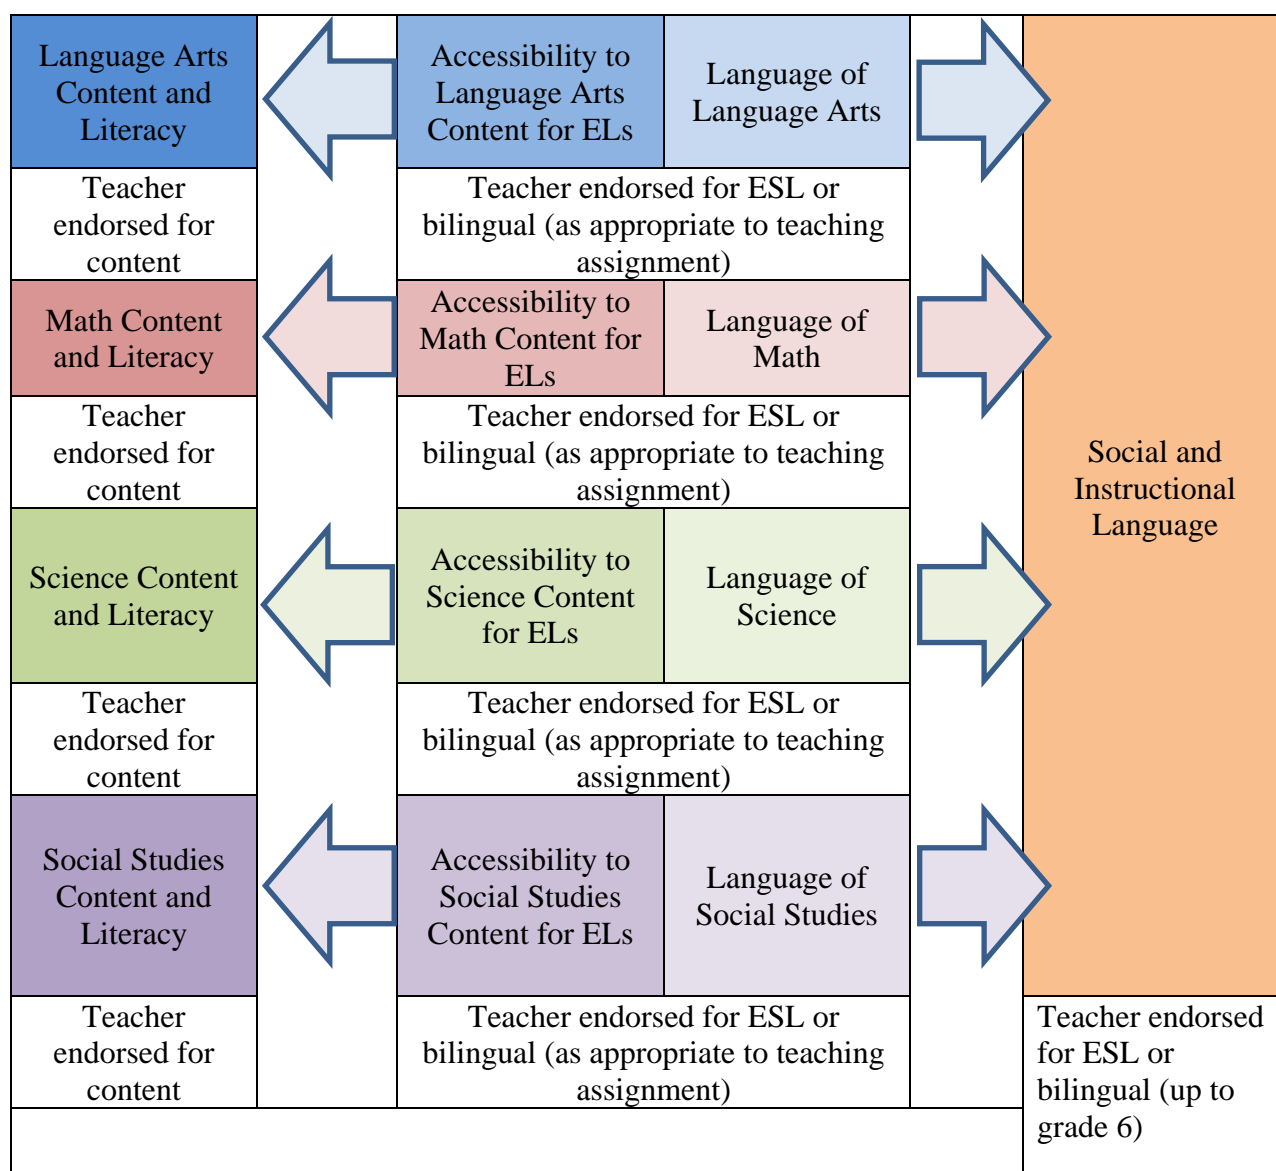 Language Arts
Content and
Literacy
Accessibility to
Language Arts
Content for ELs
Language of
Language Arts
Teacher
endorsed for
content
Teacher endorsed for ESL or
bilingual (as appropriate to teaching
assignment)
Math Content
and Literacy
Accessibility to
Math Content for
ELs
Language of
Math
Teacher
endorsed for
content
Teacher endorsed for ESL or
bilingual (as appropriate to teaching
assignment)
Social and
Instructional
Language
Science Content
and Literacy
Accessibility to
Science Content
for ELs
Language of
Science
Teacher
endorsed for
content
Teacher endorsed for ESL or
bilingual (as appropriate to teaching
assignment)
Social Studies
Content and
Literacy
Accessibility to
Social Studies
Content for ELs
Language of
Social Studies
Teacher
endorsed for
content
Teacher endorsed for ESL or
bilingual (as appropriate to teaching
assignment)
Teacher endorsed
for ESL or
bilingual (up to
grade 6)